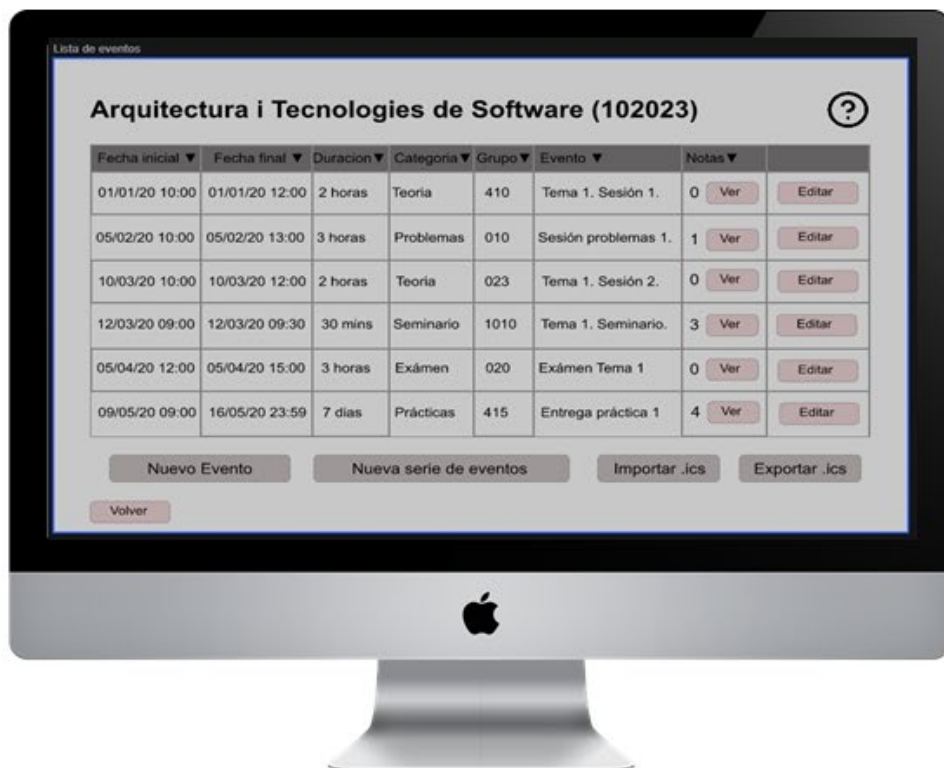 Lista de eventos
Arquitectura i Tecnologies de Software (102023) ?
Fecha inicial ▼ Fecha final ▼ Duracion▼ Categoria▼ Grupo▼ Evento ▼ Notas▼
01/01/20 10:00 01/01/20 12:00 2 horas Teoria 410 Tema 1. Sesión 1. 0 Ver Editar
05/02/20 10:00 05/02/20 13:00 3 horas Problemas 010 Sesión problemas 1. 1 Ver Editar
10/03/20 10:00 10/03/20 12:00 2 horas Teoria 023 Tema 1. Sesión 2. 0 Ver Editar
12/03/20 09:00 12/03/20 09:30 30 mins Seminario 1010 Tema 1. Seminario. 3 Ver Editar
05/04/20 12:00 05/04/20 15:00 3 horas Exámen 020 Exámen Tema 1 0 Ver Editar
09/05/20 09:00 16/05/20 23:59 7 dias Prácticas 415 Entrega práctica 1 4 Ver Editar
Nuevo Evento Nueva serie de eventos Importar .ics Exportar .ics
Volver